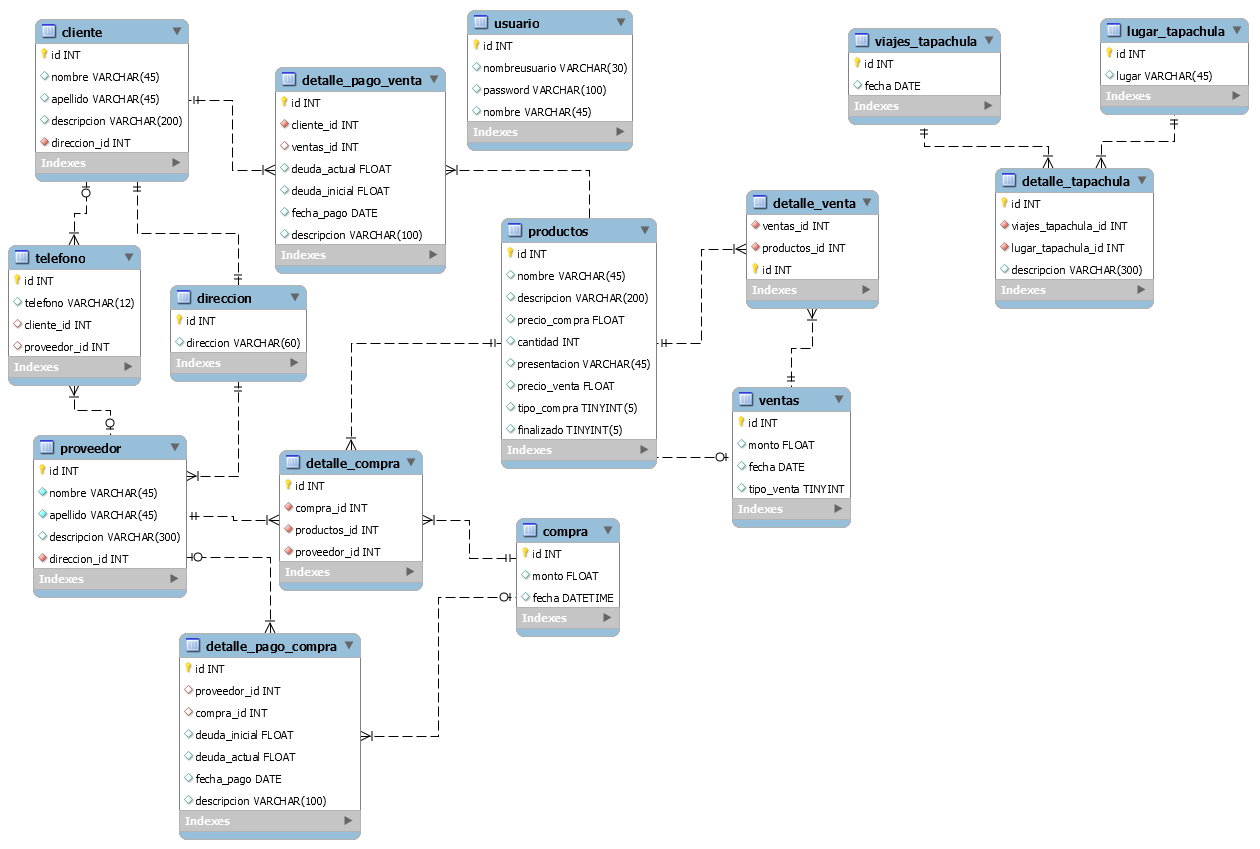 cliente
id INT
nombre VARCHAR(45)
apellido VARCHAR(45)
descripcion VARCHAR(200)
direccion_id INT
Indexes
detalle_pago_venta
id INT
cliente_id INT
ventas_id INT
deuda_actual FLOAT
deuda_inicial FLOAT
fecha_pago DATE
descripcion VARCHAR(100)
Indexes
usuario
id INT
nombreusuario VARCHAR(30)
password VARCHAR(100)
nombre VARCHAR(45)
Indexes
viajes_tapachula
id INT
fecha DATE
Indexes
lugar_tapachula
id INT
lugar VARCHAR(45)
Indexes
detalle_tapachula
id INT
viajes_tapachula_id INT
lugar_tapachula_id INT
descripcion VARCHAR(300)
Indexes
detalle_venta
ventas_id INT
productos_id INT
id INT
Indexes
productos
id INT
nombre VARCHAR(45)
descripcion VARCHAR(200)
precio_compra FLOAT
cantidad INT
presentacion VARCHAR(45)
precio_venta FLOAT
tipo_compra TINYINT(5)
finalizado TINYINT(5)
Indexes
telefono
id INT
telefono VARCHAR(12)
cliente_id INT
proveedor_id INT
Indexes
direccion
id INT
direccion VARCHAR(60)
Indexes
ventas
id INT
monto FLOAT
fecha DATE
tipo_venta TINYINT
Indexes
proveedor
id INT
nombre VARCHAR(45)
apellido VARCHAR(45)
descripcion VARCHAR(300)
direccion_id INT
Indexes
detalle_compra
id INT
compra_id INT
productos_id INT
proveedor_id INT
Indexes
compra
id INT
monto FLOAT
fecha DATETIME
Indexes
detalle_pago_compra
id INT
proveedor_id INT
compra_id INT
deuda_inicial FLOAT
deuda_actual FLOAT
fecha_pago DATE
descripcion VARCHAR(100)
Indexes